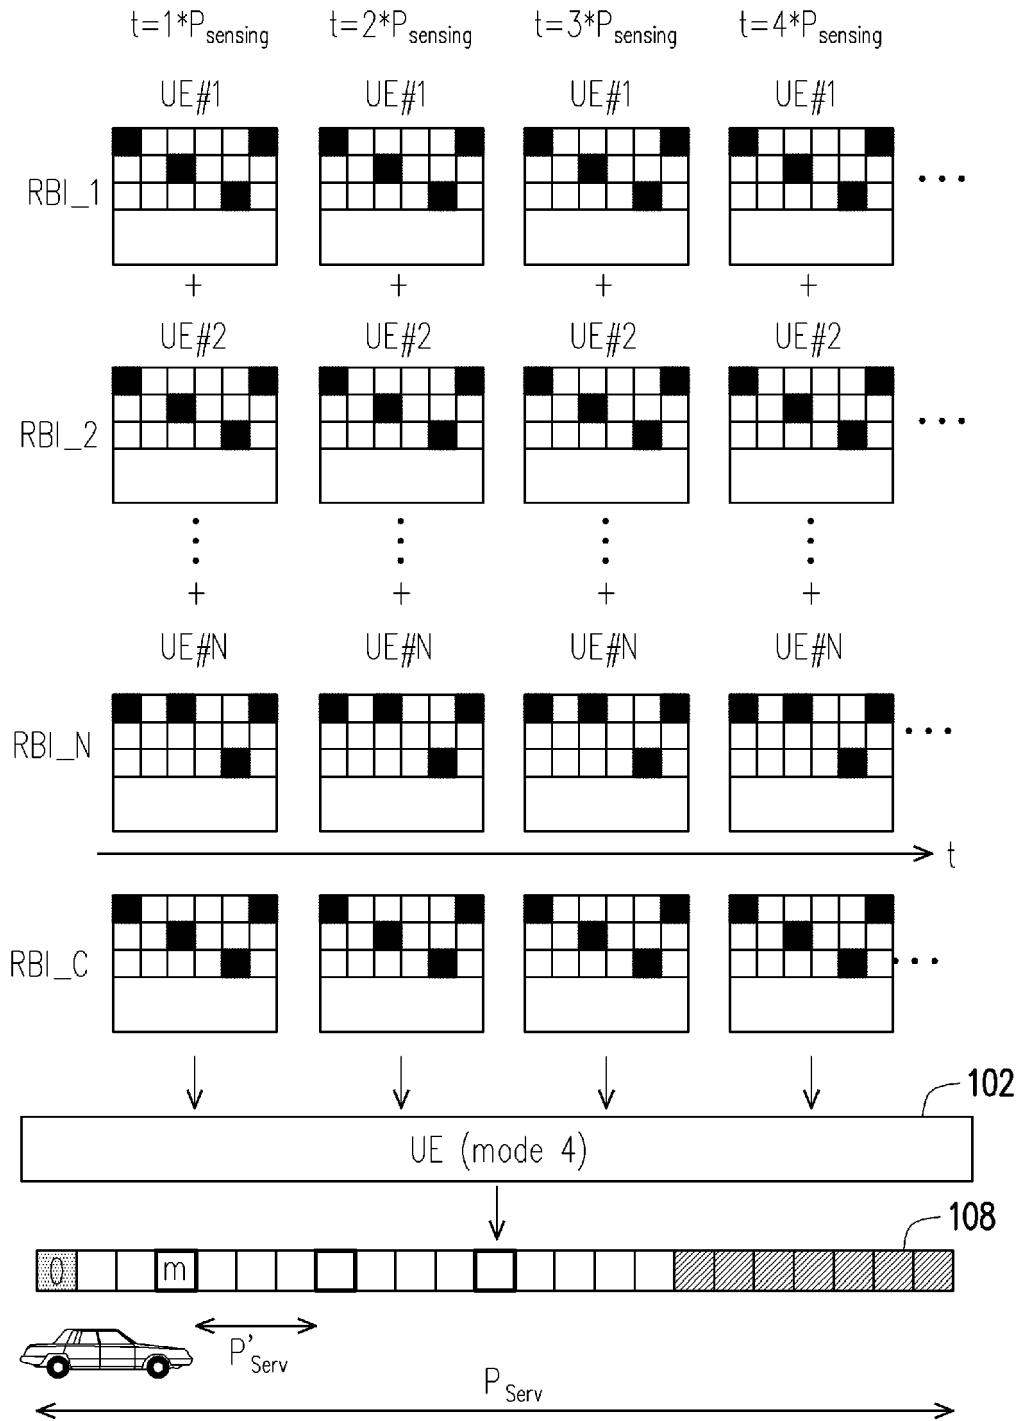 t=1*Psensing t=2*Psensing t=3*Psensing t=4*Psensing
UE#1 UE#1 UE#1 UE#1
RBI_1 ...
+ + + +
UE#2 UE#2 UE#2 UE#2
RBI_2 ...
+ + + +
UE#N UE#N UE#N UE#N
RBI_N ...
t
RBI_C ...
102
UE (mode 4)
108
0 m
P'Serv
PServ